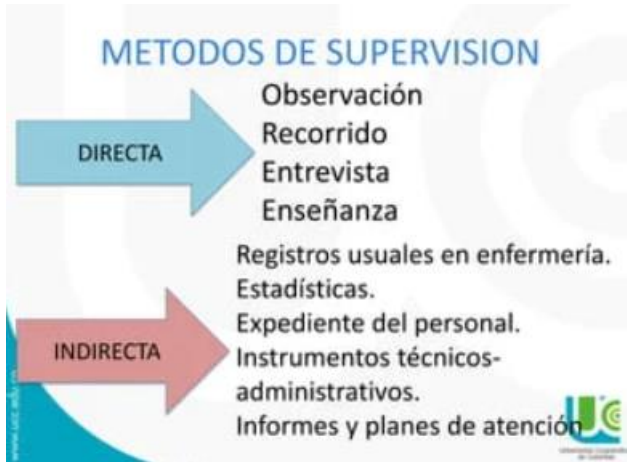 METODOS DE SUPERVISION
DIRECTA
Observación
Recorrido
Entrevista
Enseñanza
INDIRECTA
Registros usuales en enfermería.
Estadísticas.
Expediente del personal.
Instrumentos técnicos-
administrativos.
Informes y planes de atención